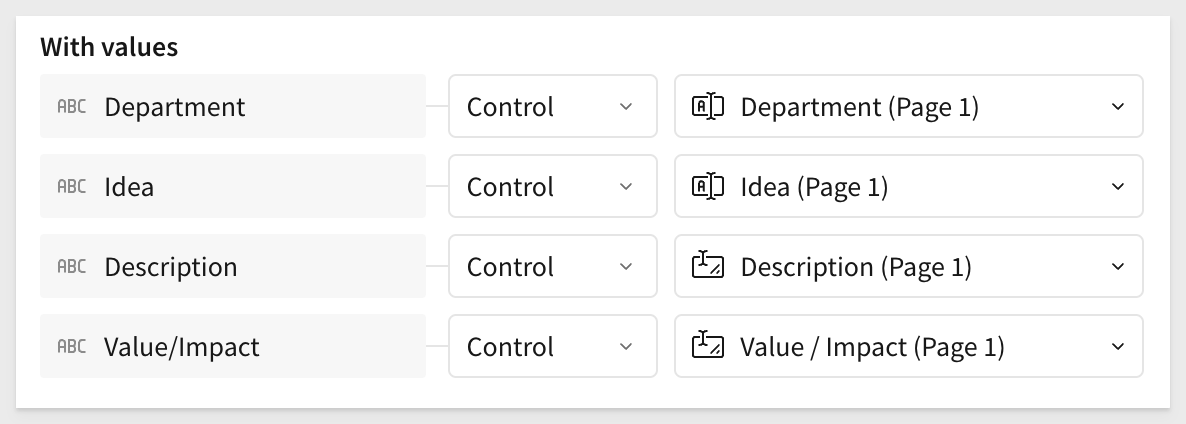 With values
ABC Department Control Department (Page 1)
ABC Idea Control Idea (Page 1)
ABC Description Control Description (Page 1)
ABC Value/Impact Control Value / Impact (Page 1)